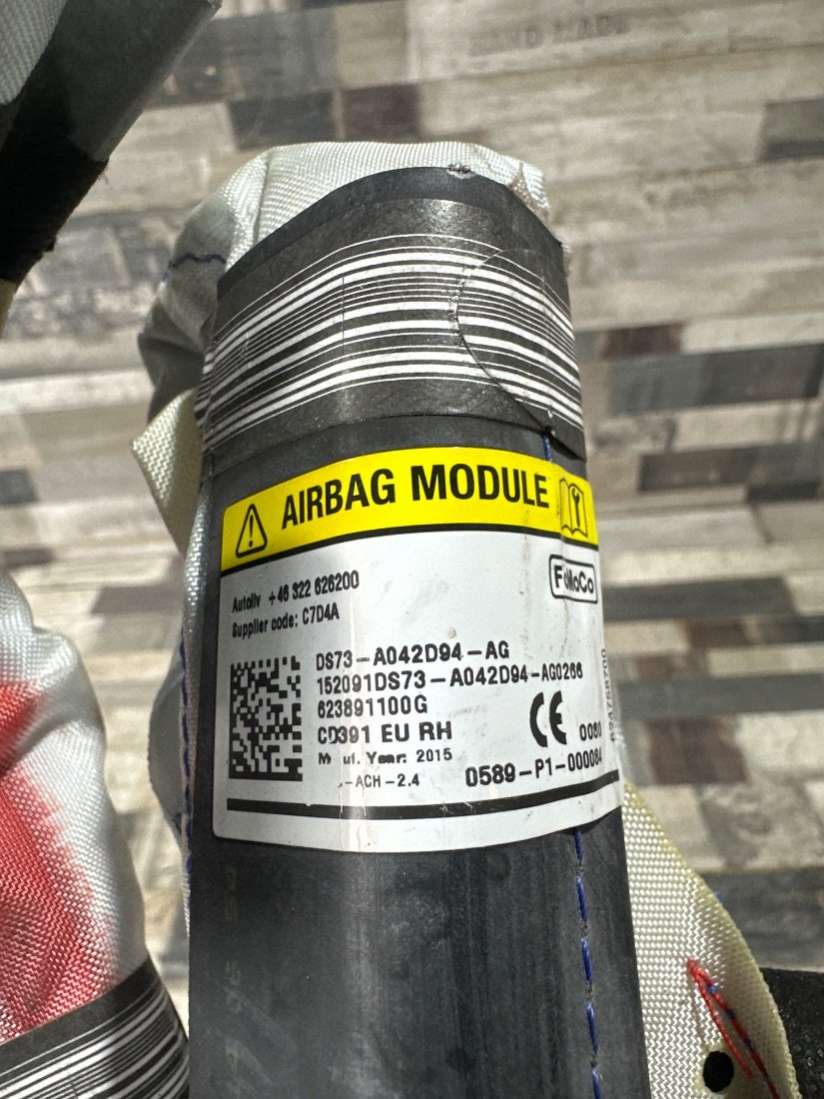 AIRBAG MODULE
FoMoCo
Autoliv +46 322 626200
Supplier code: C7D4A
DS73-A042D94-AG
152091DS73-A042D94-AG0266
623891100G
CD391 EU RH
CE
M uf. Year: 2015
-ACH-2.4
0589-P1-000084